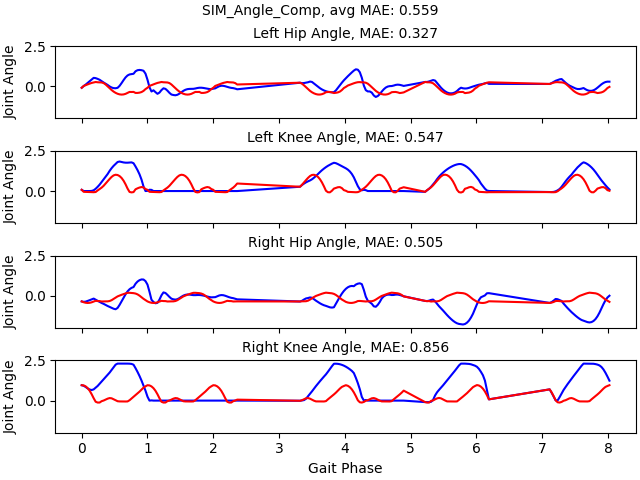 SIM_Angle_Comp, avg MAE: 0.559
Left Hip Angle, MAE: 0.327
2.5
0.0
Joint Angle
Left Knee Angle, MAE: 0.547
2.5
0.0
Joint Angle
Right Hip Angle, MAE: 0.505
2.5
0.0
Joint Angle
Right Knee Angle, MAE: 0.856
2.5
0.0
Joint Angle
0 1 2 3 4 5 6 7 8
Gait Phase